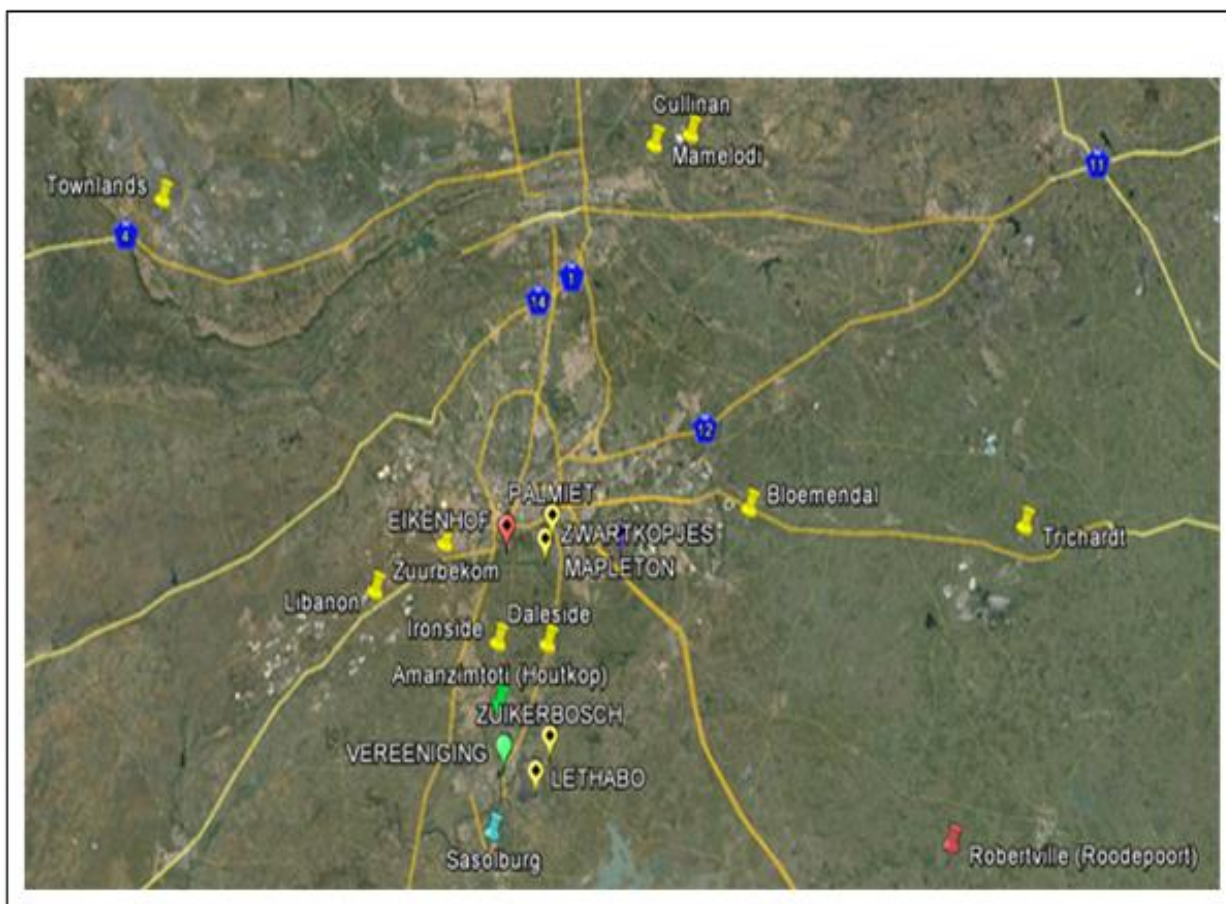 Cullinan
Mamelodi
Townlands
11
4
1
14
12
PALMIET
Bloemendal
EIKENHOF
ZWARTKOPJES
Trichardt
MAPLETON
Zuurbekom
Libanon
Daleside
Ironside
Amanzimtoti (Houtkop)
ZUIKERBOSCH
VEREENIGING
LETHABO
Sasolburg
Robertville (Roodepoort)